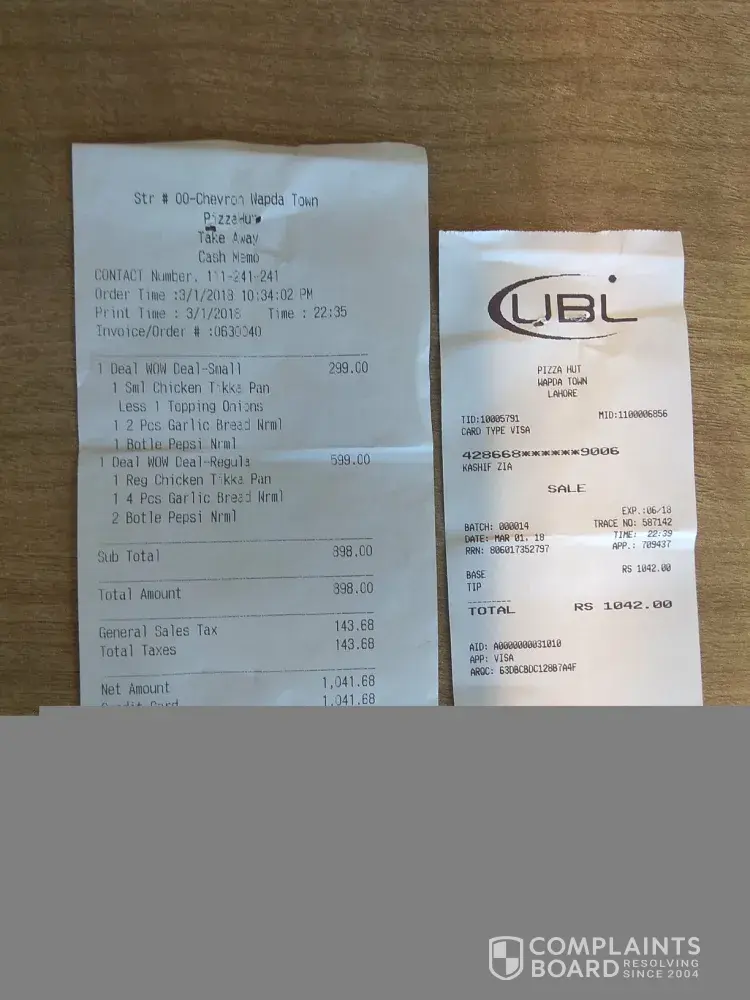 Str # 00-Chevron Wapda Town
PizzaHut
Take Away
Cash Memo
CONTACT Number. 111-241-241
Order Time :3/1/2018 10:34:02 PM
Print Time : 3/1/2018 Time : 22:35
Invoice/Order # :0630040
1 Deal WOW Deal-Small 299.00
1 Sml Chicken Tikka Pan
Less 1 Topping Onions
1 2 Pcs Garlic Bread Nrml
1 Botle Pepsi Nrml
1 Deal WOW Deal-Regula 599.00
1 Reg Chicken Tikka Pan
1 4 Pcs Garlic Bread Nrml
2 Botle Pepsi Nrml
Sub Total 898.00
Total Amount 898.00
General Sales Tax 143.68
Total Taxes 143.68
Net Amount 1,041.68
Credit Card 1,041.68
UBL
PIZZA HUT
WAPDA TOWN
LAHORE
TID:10005791 MID:1100006856
CARD TYPE VISA
428668******9006
KASHIF ZIA
SALE
EXP.:06/18
BATCH: 000014 TRACE NO: 587142
DATE: MAR 01, 18 TIME: 22:39
RRN: 806017352797 APP.: 709437
BASE RS 1042.00
TIP
TOTAL RS 1042.00
AID: A0000000031010
APP: VISA
ARQC: 63DBC8DC128B7A4F
COMPLAINTS
BOARD RESOLVING SINCE 2004